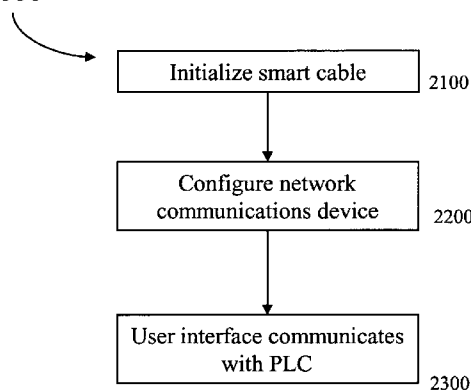 Initialize smart cable
2100
Configure network
communications device
2200
User interface communicates
with PLC
2300